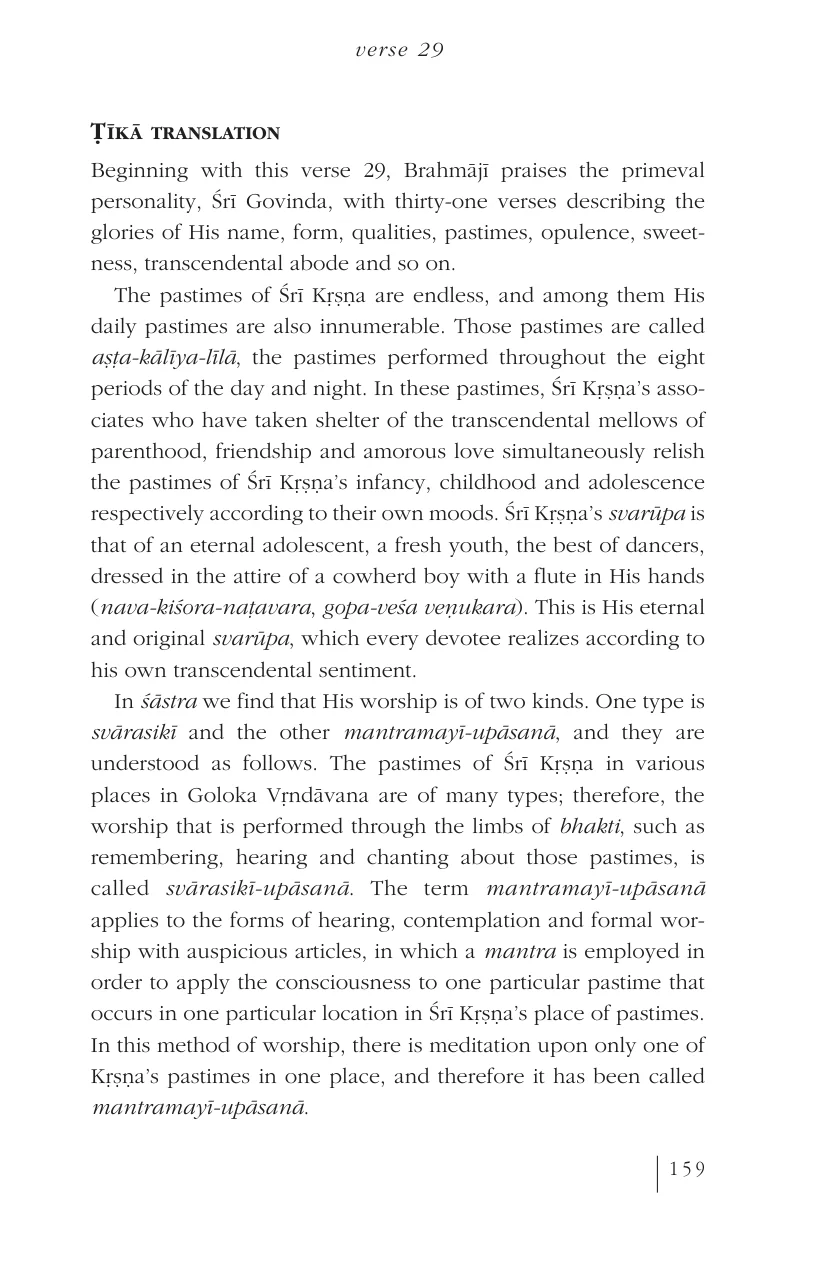 verse 29
ṬĪKĀ TRANSLATION
Beginning with this verse 29, Brahmājī praises the primeval
personality, Śrī Govinda, with thirty-one verses describing the
glories of His name, form, qualities, pastimes, opulence, sweet-
ness, transcendental abode and so on.
The pastimes of Śrī Kṛṣṇa are endless, and among them His
daily pastimes are also innumerable. Those pastimes are called
aṣṭa-kālīya-līlā, the pastimes performed throughout the eight
periods of the day and night. In these pastimes, Śrī Kṛṣṇa’s asso-
ciates who have taken shelter of the transcendental mellows of
parenthood, friendship and amorous love simultaneously relish
the pastimes of Śrī Kṛṣṇa’s infancy, childhood and adolescence
respectively according to their own moods. Śrī Kṛṣṇa’s svarūpa is
that of an eternal adolescent, a fresh youth, the best of dancers,
dressed in the attire of a cowherd boy with a flute in His hands
(nava-kiśora-naṭavara, gopa-veśa veṇukara). This is His eternal
and original svarūpa, which every devotee realizes according to
his own transcendental sentiment.
In śāstra we find that His worship is of two kinds. One type is
svārasikī and the other mantramayī-upāsanā, and they are
understood as follows. The pastimes of Śrī Kṛṣṇa in various
places in Goloka Vṛndāvana are of many types; therefore, the
worship that is performed through the limbs of bhakti, such as
remembering, hearing and chanting about those pastimes, is
called svārasikī-upāsanā. The term mantramayī-upāsanā
applies to the forms of hearing, contemplation and formal wor-
ship with auspicious articles, in which a mantra is employed in
order to apply the consciousness to one particular pastime that
occurs in one particular location in Śrī Kṛṣṇa’s place of pastimes.
In this method of worship, there is meditation upon only one of
Kṛṣṇa’s pastimes in one place, and therefore it has been called
mantramayī-upāsanā.
159